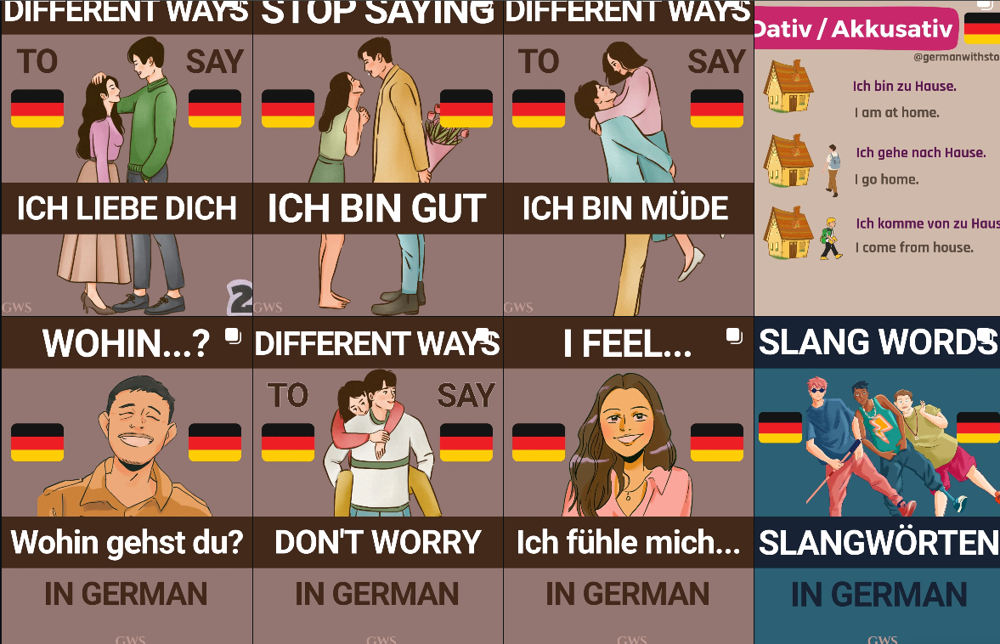 DIFFERENT WAYS
TO SAY
ICH LIEBE DICH
2
GWS
STOP SAYING
ICH BIN GUT
GWS
DIFFERENT WAYS
TO SAY
ICH BIN MÜDE
GWS
Dativ / Akkusativ
@germanwithsto
Ich bin zu Hause.
I am at home.
Ich gehe nach Hause.
I go home.
Ich komme von zu Haus
I come from house.
WOHIN...?
Wohin gehst du?
IN GERMAN
GWS
DIFFERENT WAYS
TO SAY
DON'T WORRY
IN GERMAN
GWS
I FEEL...
Ich fühle mich...
IN GERMAN
GWS
SLANG WORDS
SLANGWÖRTEN
IN GERMAN
GWS